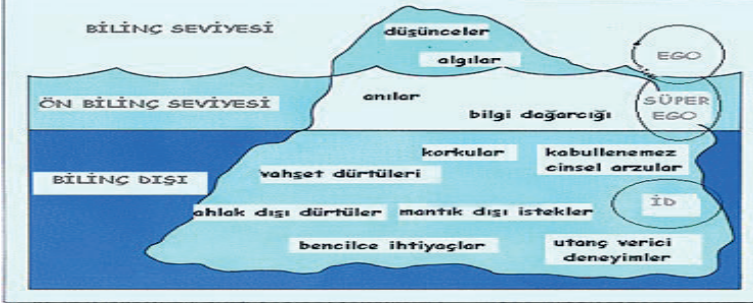 BİLİNÇ SEVİYESİ
düşünceler
algılar
EGO
ÖN BİLİNÇ SEVİYESİ
anılar
bilgi dağarcığı
SÜPER
EGO
korkular
kabullenemez
cinsel arzular
vahşet dürtüleri
BİLİNÇ DIŞI
İD
ahlak dışı dürtüler
mantık dışı istekler
bencilce ihtiyaçlar
utanç verici
deneyimler